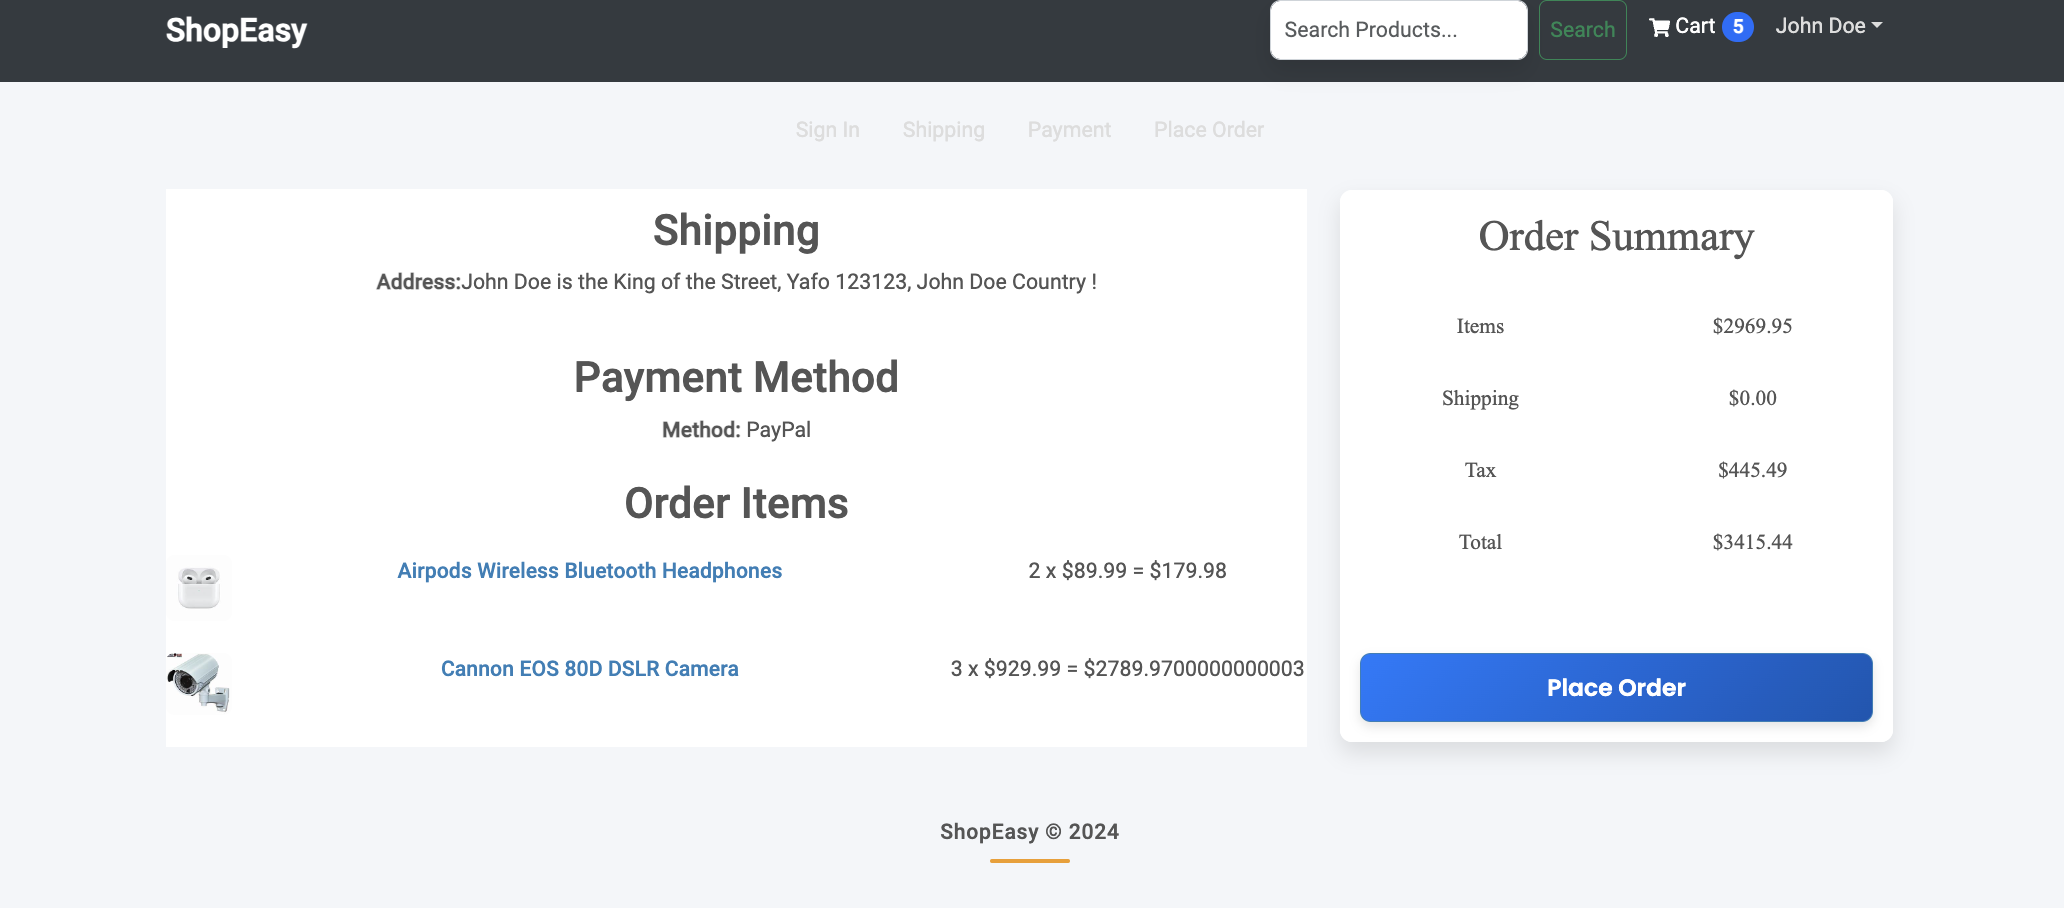 ShopEasy
Search Products...
Search
Cart 5
John Doe
Sign In Shipping Payment Place Order
Shipping
Address:John Doe is the King of the Street, Yafo 123123, John Doe Country !
Payment Method
Method: PayPal
Order Items
Airpods Wireless Bluetooth Headphones 2 x $89.99 = $179.98
Cannon EOS 80D DSLR Camera 3 x $929.99 = $2789.9700000000003
Order Summary
Items $2969.95
Shipping $0.00
Tax $445.49
Total $3415.44
Place Order
ShopEasy © 2024